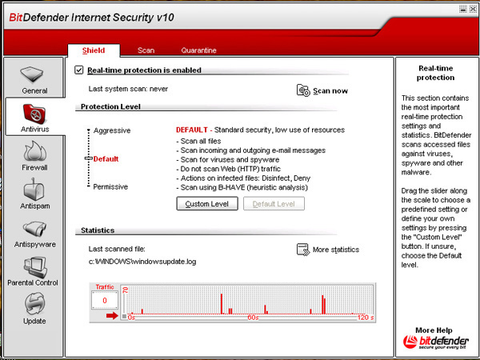 BitDefender Internet Security v10
Shield
Scan
Quarantine
General
Antivirus
Firewall
Antispam
Antispyware
Parental Control
Update
Real-time protection is enabled
Last system scan: never
Scan now
Protection Level
Aggressive
Default
Permissive
DEFAULT - Standard security, low use of resources
- Scan all files
- Scan incoming and outgoing e-mail messages
- Scan for viruses and spyware
- Do not scan Web (HTTP) traffic
- Actions on infected files: Disinfect, Deny
- Scan using B-HAVE (heuristic analysis)
Custom Level
Default Level
Statistics
Last scanned file:
More statistics
c:\WINDOWS\windowsupdate.log
Traffic
0
70
0s
60s
120 s
Real-time
protection
This section contains
the most important
real-time protection
settings and
statistics. BitDefender
scans accessed files
against viruses,
spyware and other
malware.
Drag the slider along
the scale to choose a
predefined setting or
define your own
settings by pressing
the "Custom Level"
button. If unsure,
choose the Default
level.
More Help
bitdefender
secure your every bit